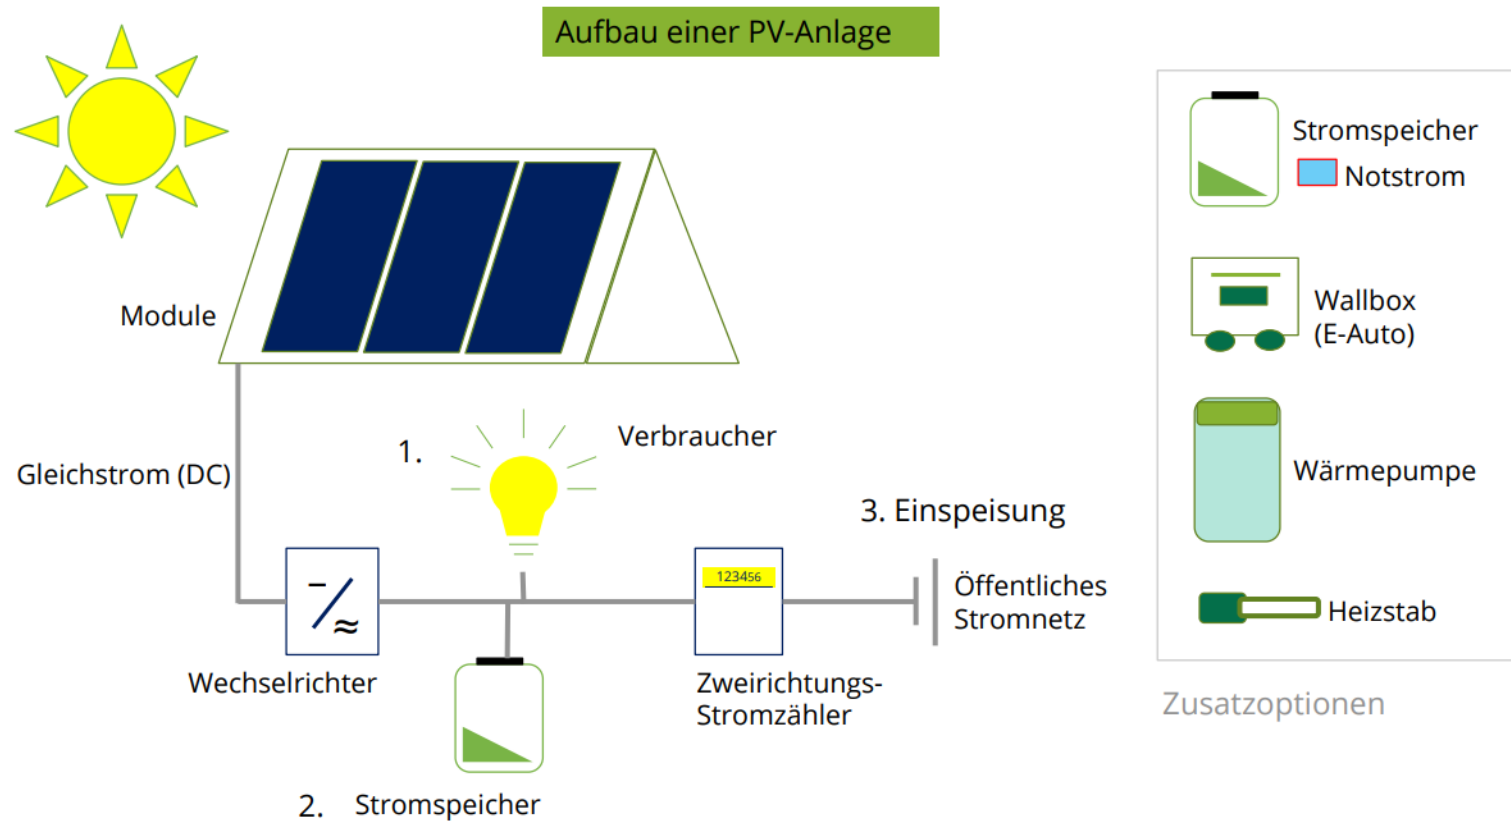 Aufbau einer PV-Anlage
Stromspeicher
Notstrom
Module
Wallbox
(E-Auto)
1.
Verbraucher
Gleichstrom (DC)
Wärmepumpe
3. Einspeisung
123456
Öffentliches
Stromnetz
Heizstab
Wechselrichter
Zweirichtungs-
Stromzähler
Zusatzoptionen
2. Stromspeicher